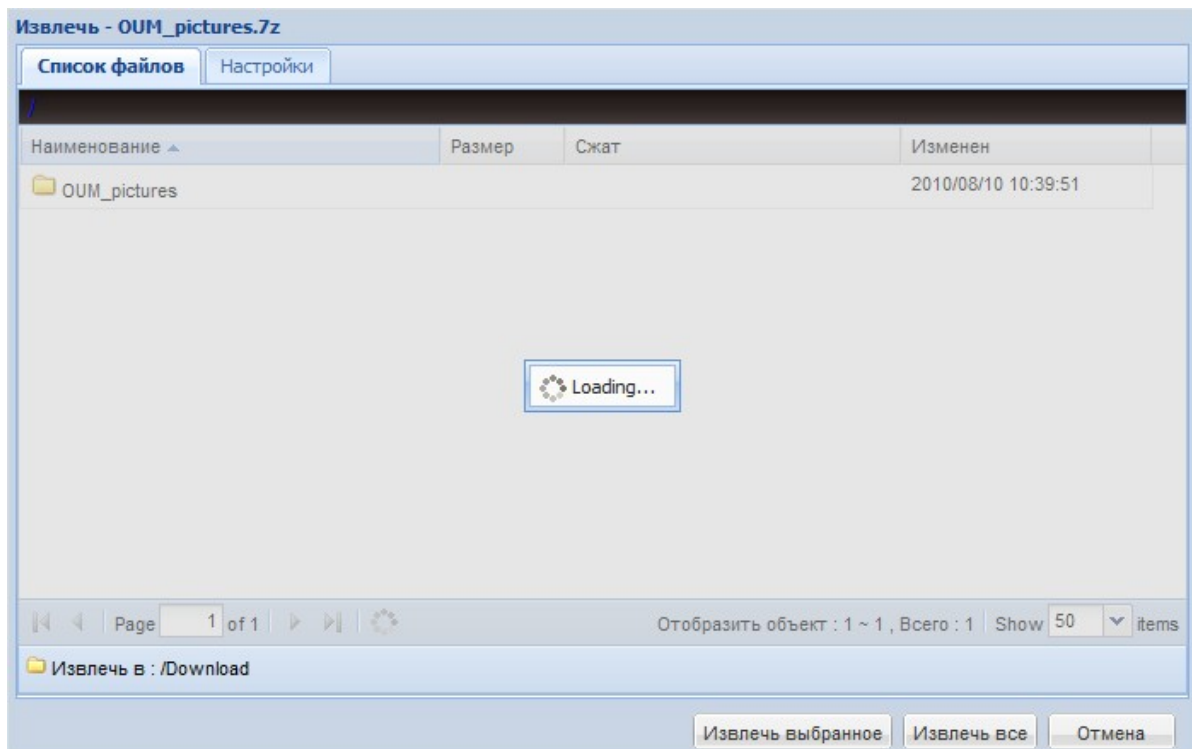 Извлечь - OUM_pictures.7z
Список файлов Настройки
/
Наименование Размер Сжат Изменен
OUM_pictures 2010/08/10 10:39:51
Loading...
Page 1 of 1 Отобразить объект : 1 ~ 1 , Всего : 1 Show 50 items
Извлечь в : /Download
Извлечь выбранное Извлечь все Отмена